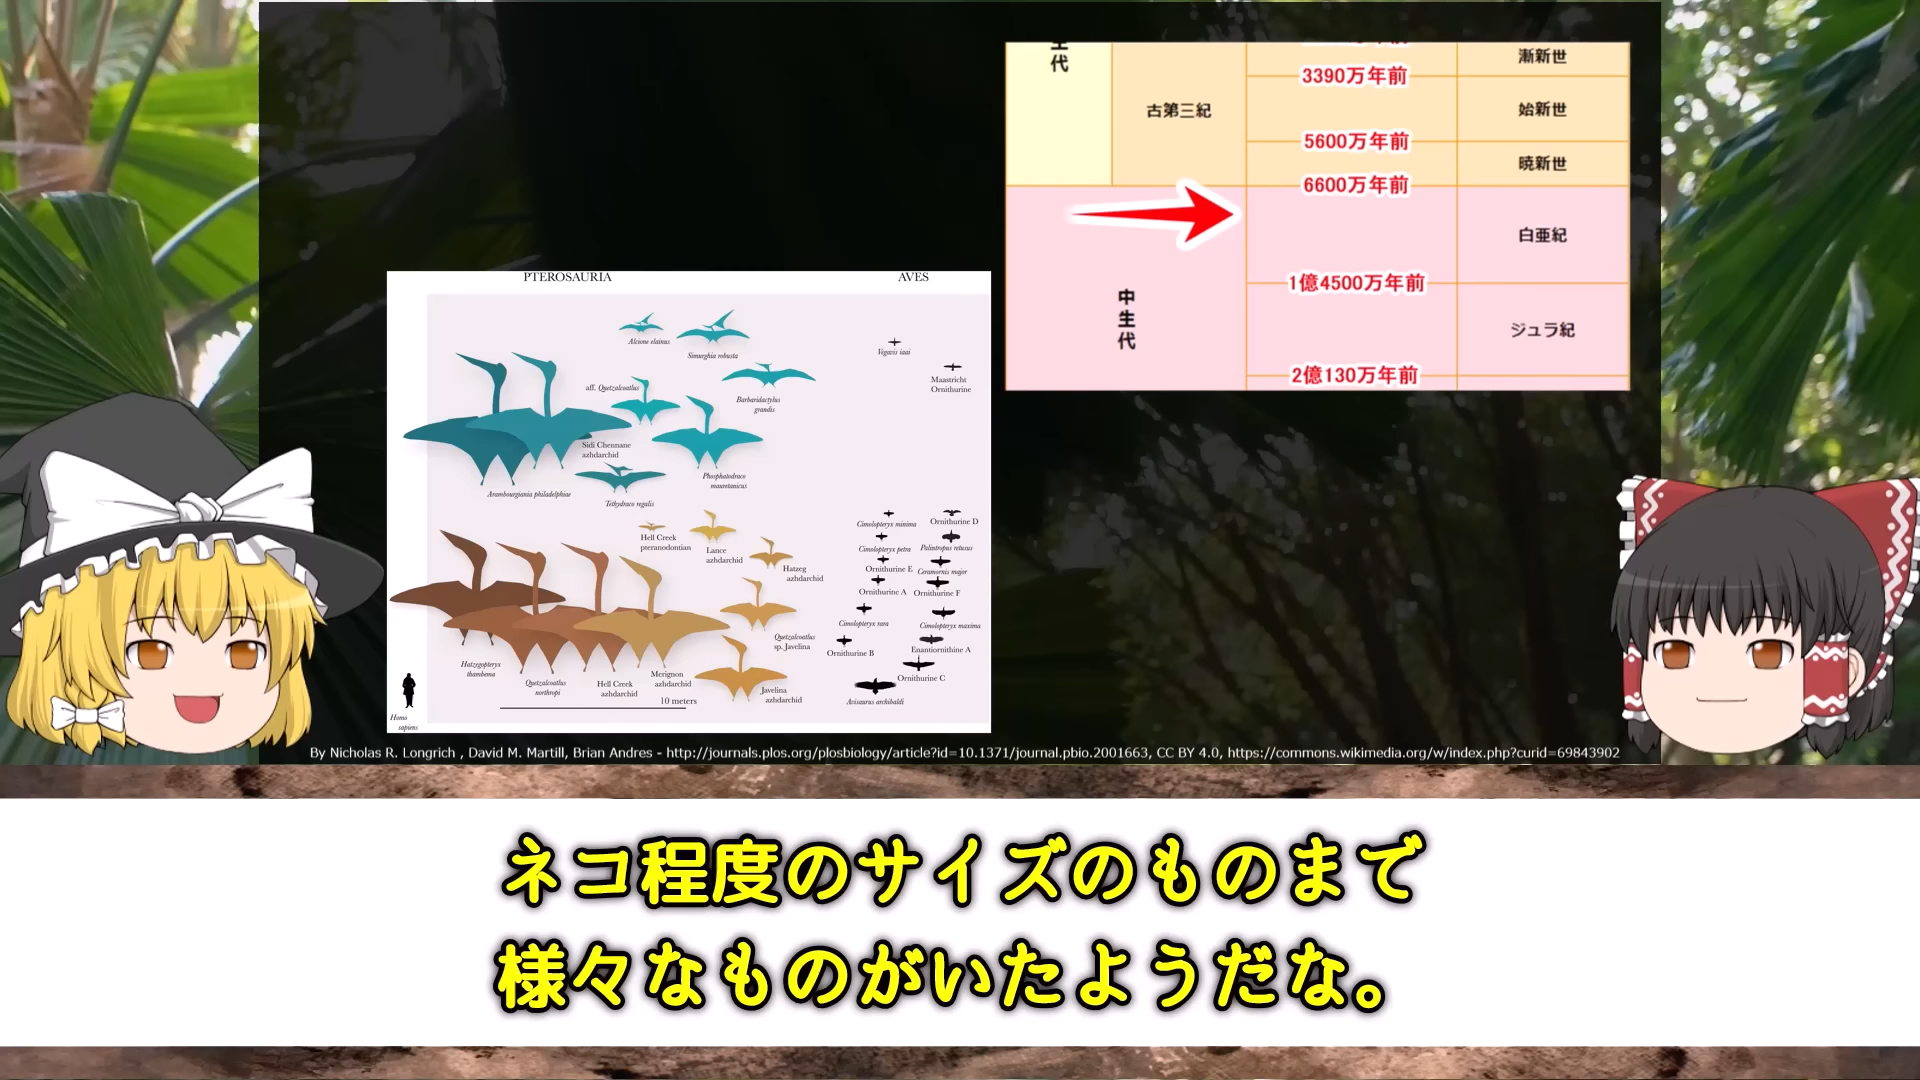 生代
古第三紀
漸新世
3390万年前
始新世
5600万年前
暁新世
6600万年前
白亜紀
1億4500万年前
中生代
ジュラ紀
2億130万年前
PTEROSAURIA
AVES
Alcione elainus
Simurghia robusta
Vegavis iaai
Maastricht
Ornithurine
aff. Quetzalcoatlus
Barbaridactylus
grandis
Sidi Chennane
azhdarchid
Phosphatodraco
mauretanicus
Arambourgiania philadelphiae
Tethydraco regalis
Hell Creek
pteranodontian
Lance
azhdarchid
Hatzeg
azhdarchid
Cimolopteryx minima
Ornithurine D
Cimolopteryx petra
Palintropus retusus
Ornithurine E
Ceramornis major
Ornithurine A
Ornithurine F
Cimolopteryx rara
Cimolopteryx maxima
Ornithurine B
Enantiornithine A
Ornithurine C
Avisaurus archibaldi
Quetzalcoatlus
sp. Javelina
Hatzegopteryx
thambema
Quetzalcoatlus
northropi
Hell Creek
azhdarchid
Merignon
azhdarchid
Javelina
azhdarchid
10 meters
Homo
sapiens
By Nicholas R. Longrich , David M. Martill, Brian Andres - http://journals.plos.org/plosbiology/article?id=10.1371/journal.pbio.2001663, CC BY 4.0, https://commons.wikimedia.org/w/index.php?curid=69843902
ネコ程度のサイズのものまで
様々なものがいたようだな。